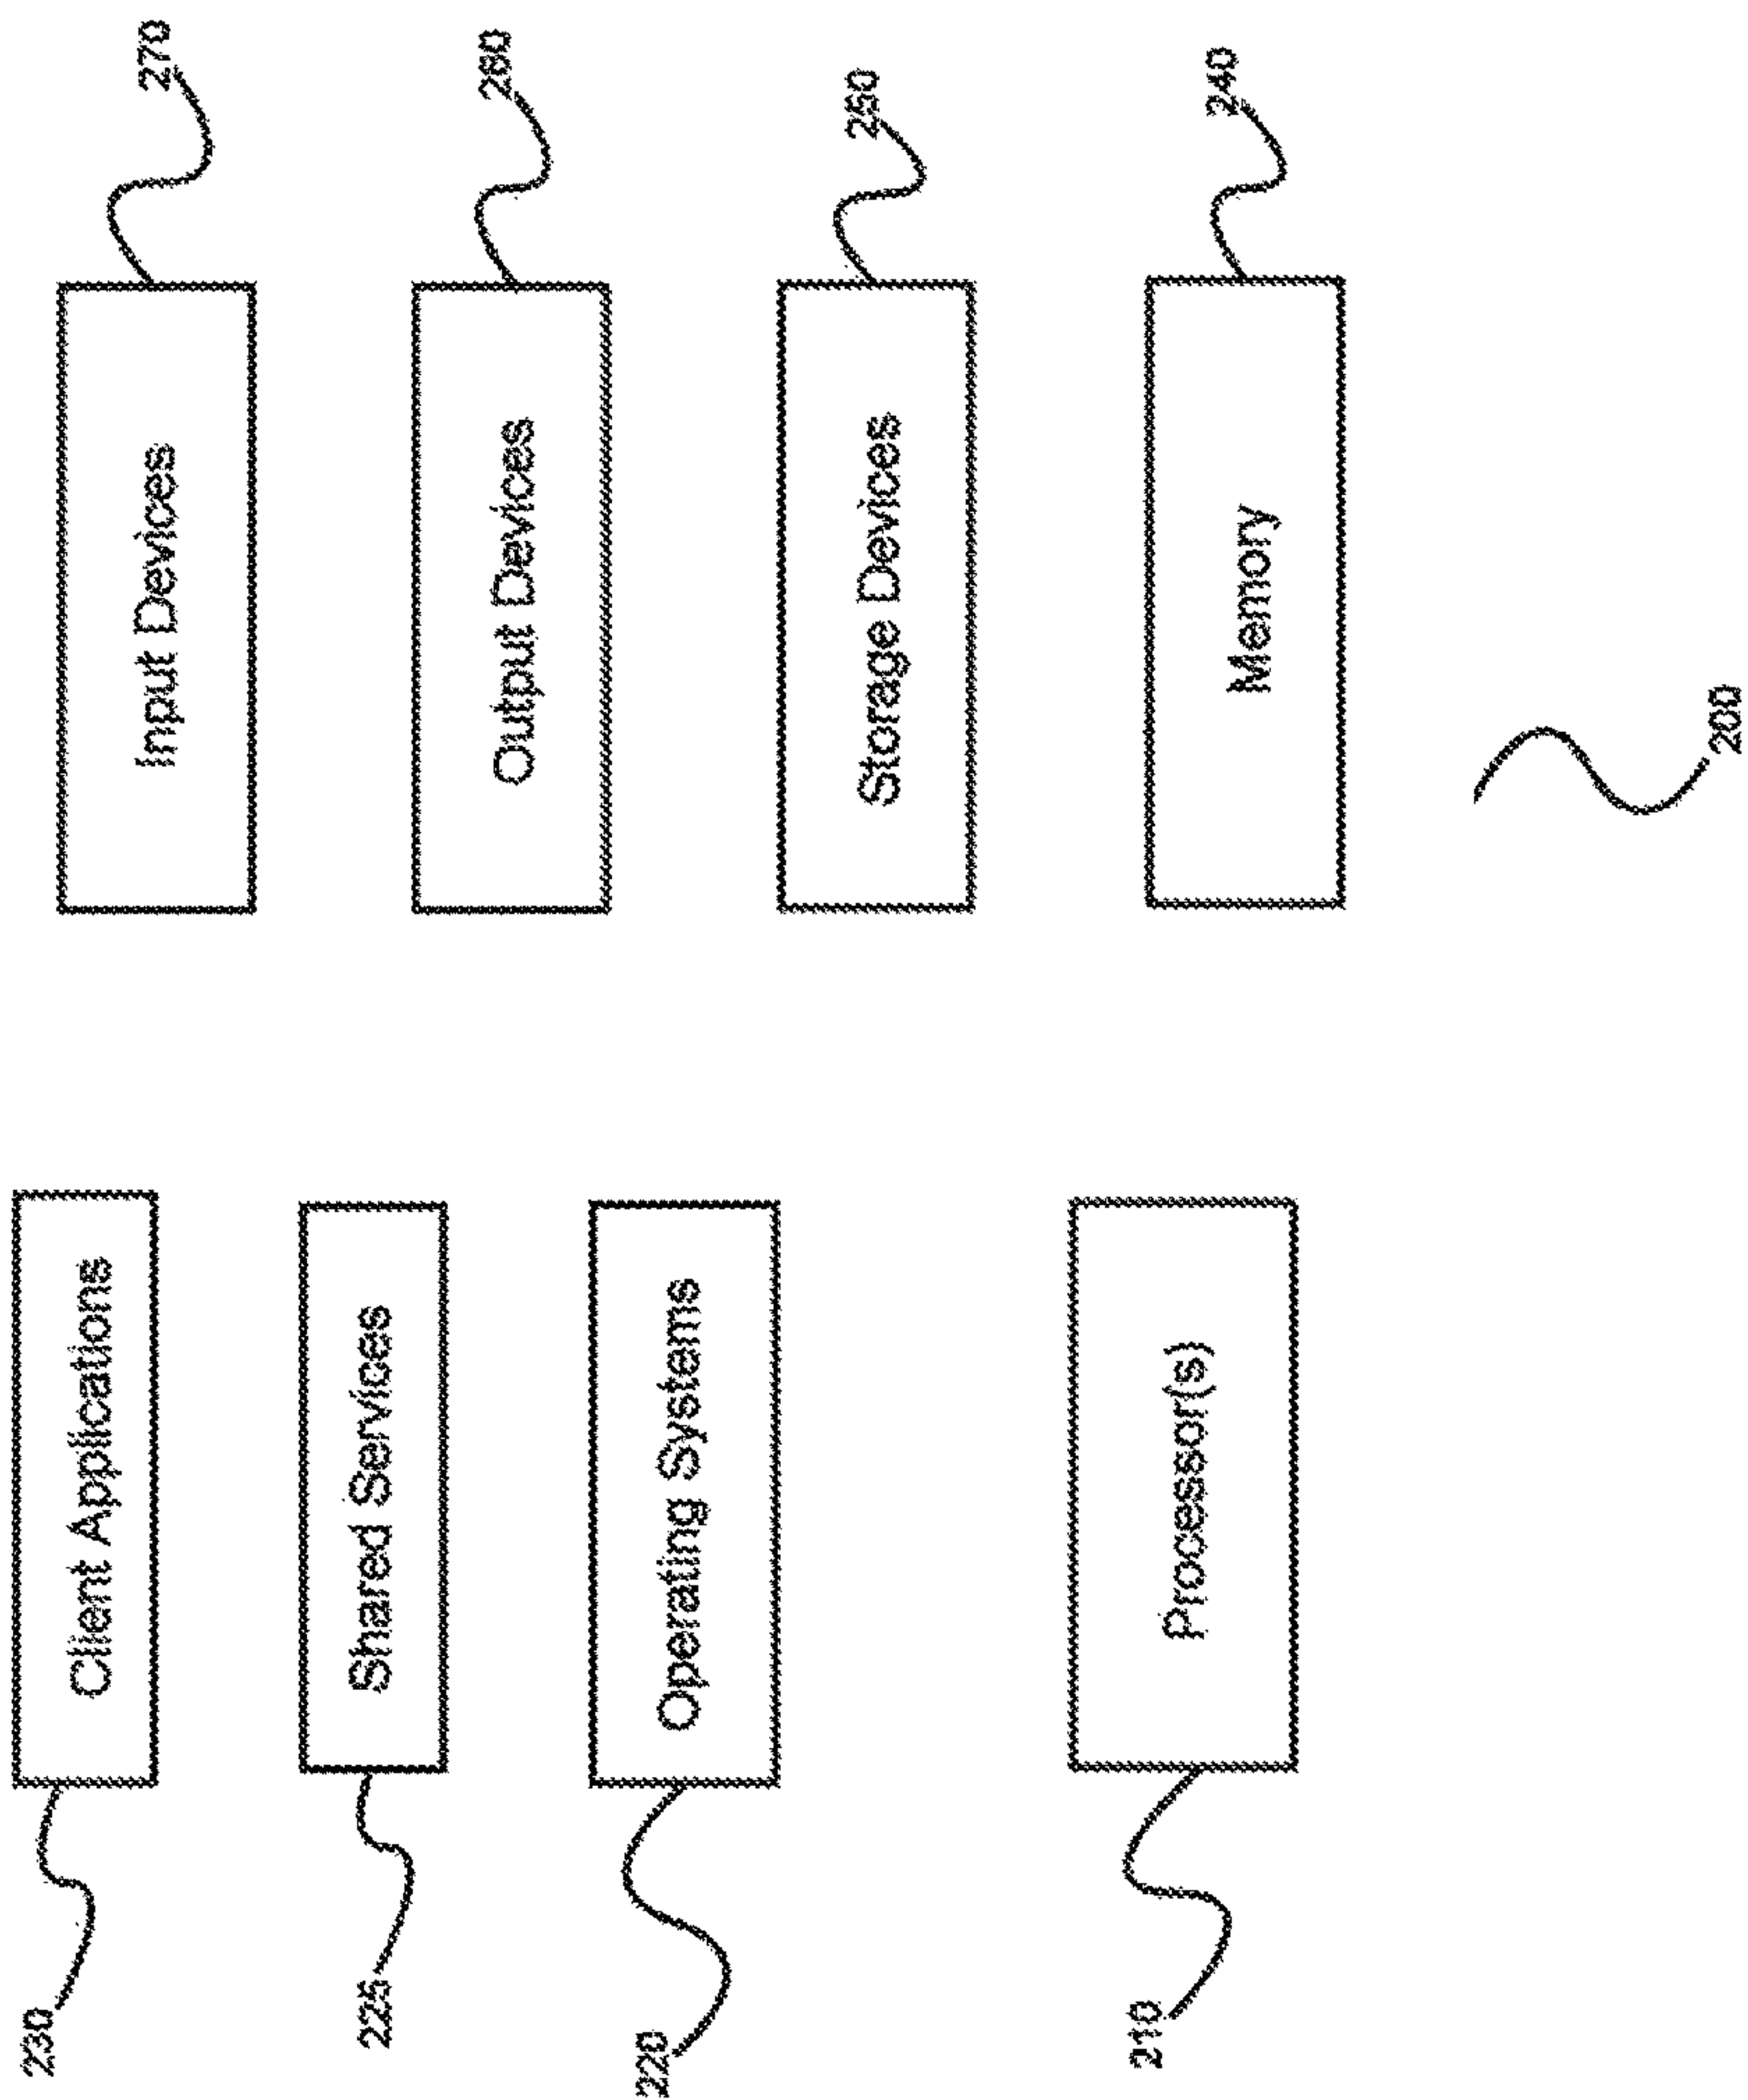 230
Client Applications
Input Devices
270
225
Shared Services
Output Devices
260
220
Operating Systems
Storage Devices
250
210
Processor(s)
Memory
240
200